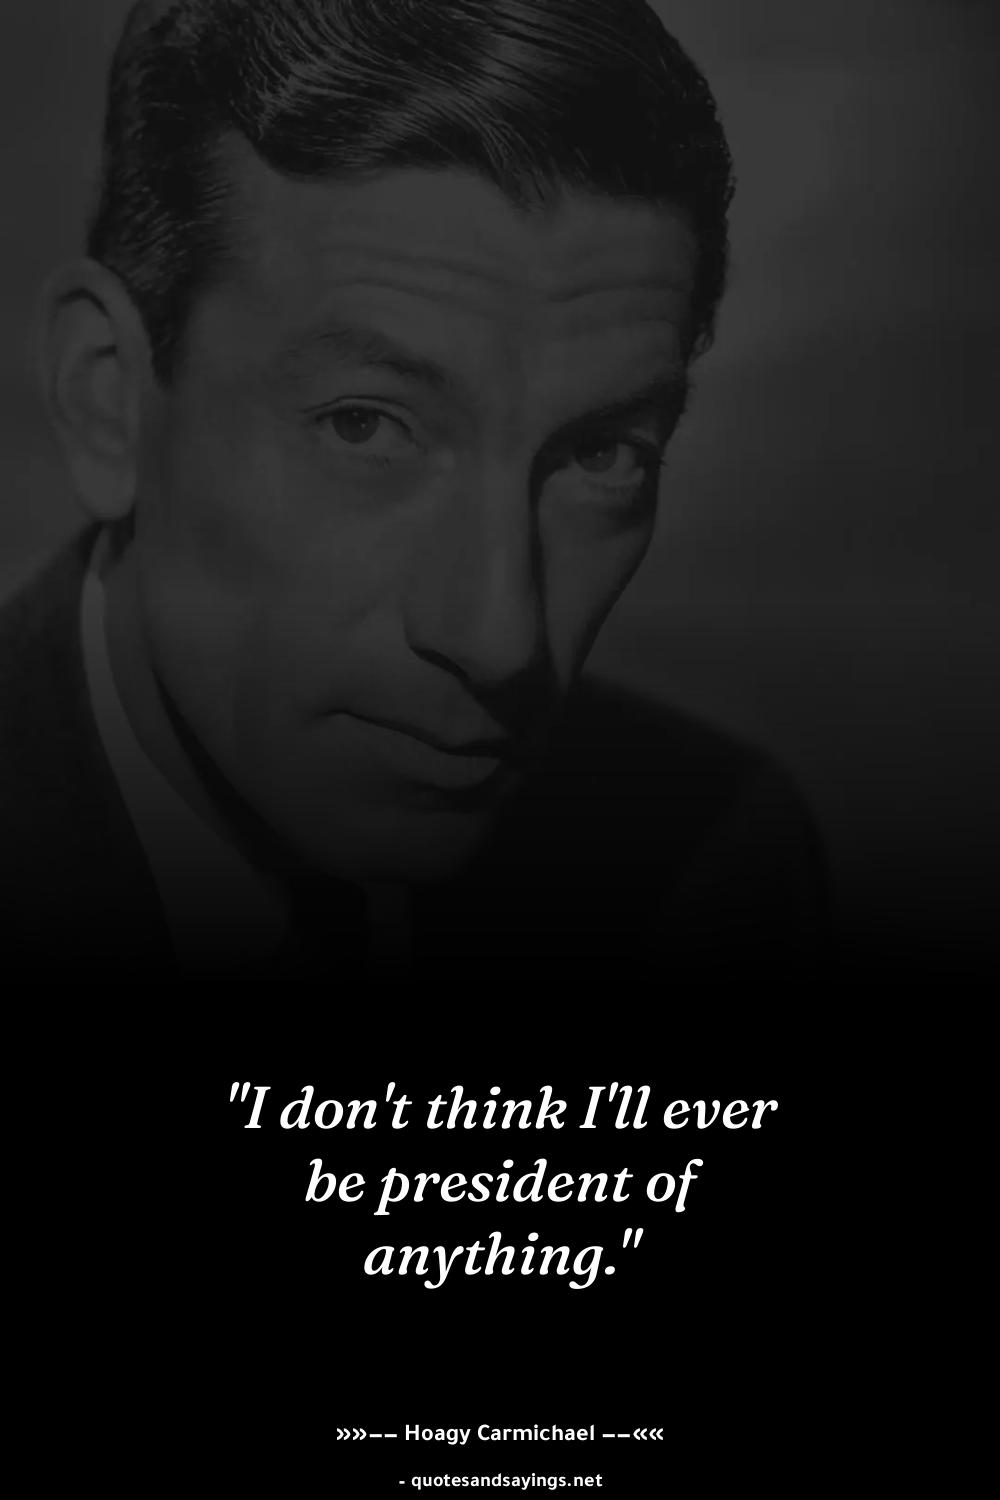 "I don't think I'll ever
be president of
anything."
»»–– Hoagy Carmichael ––««
- quotesandsayings.net